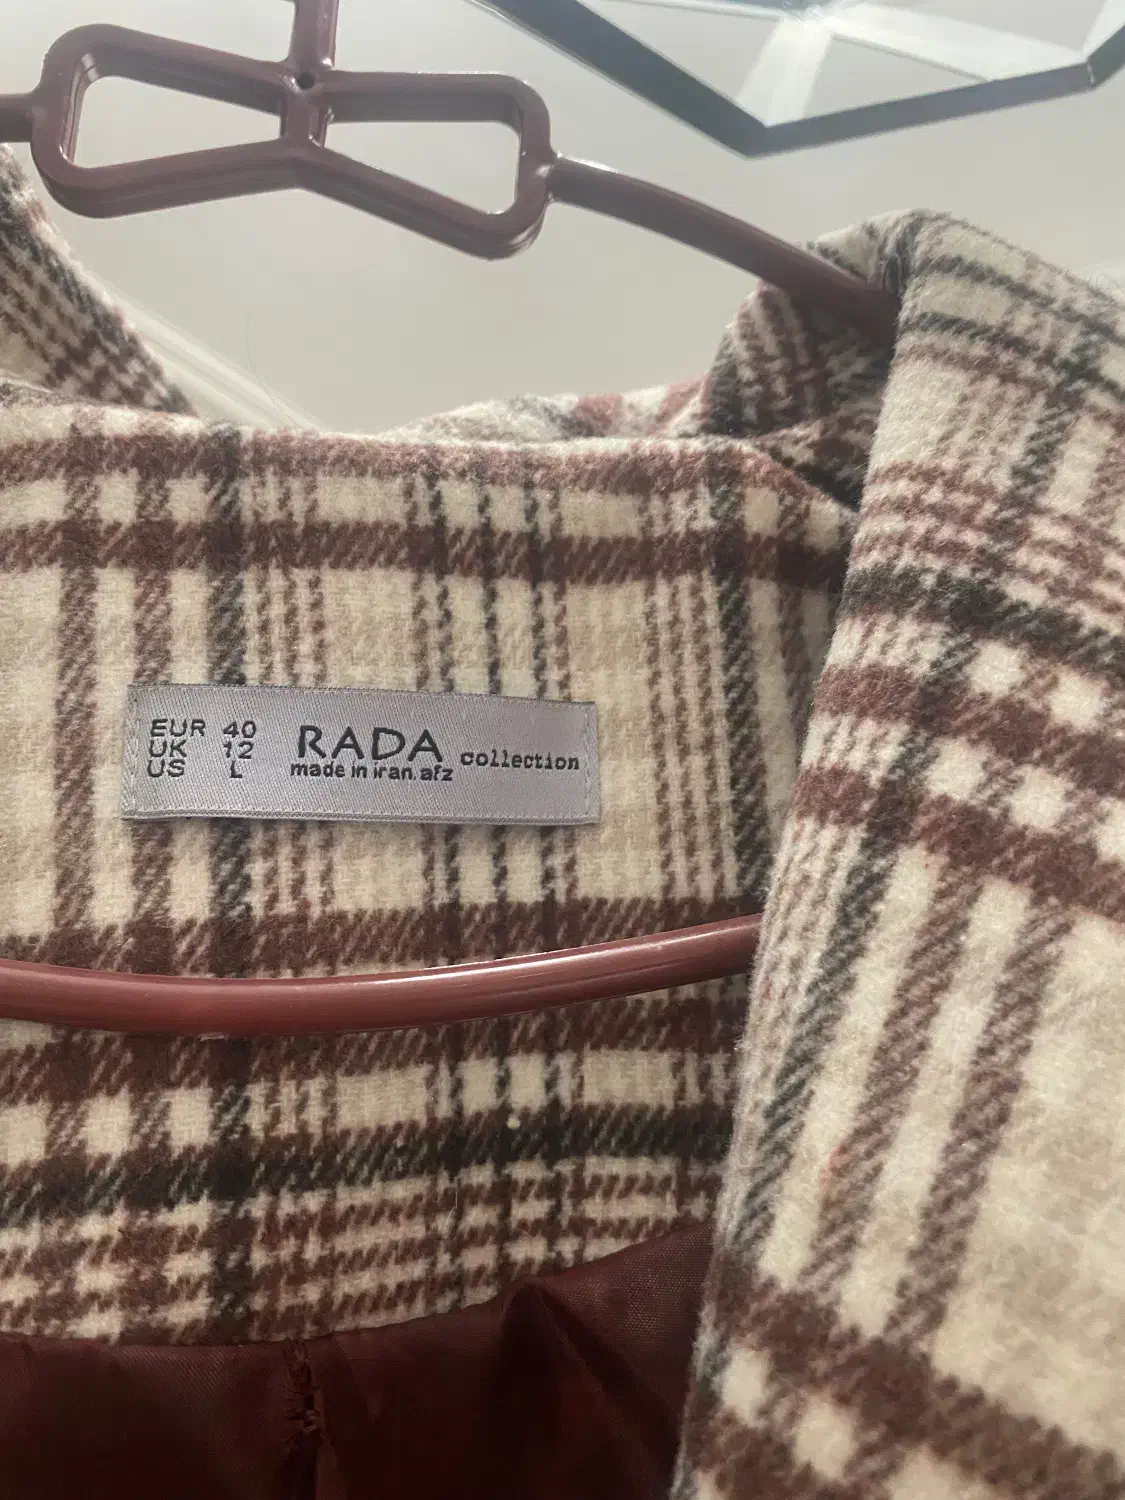 EUR 40
UK 12
US L
RADA collection
made in iran.afz